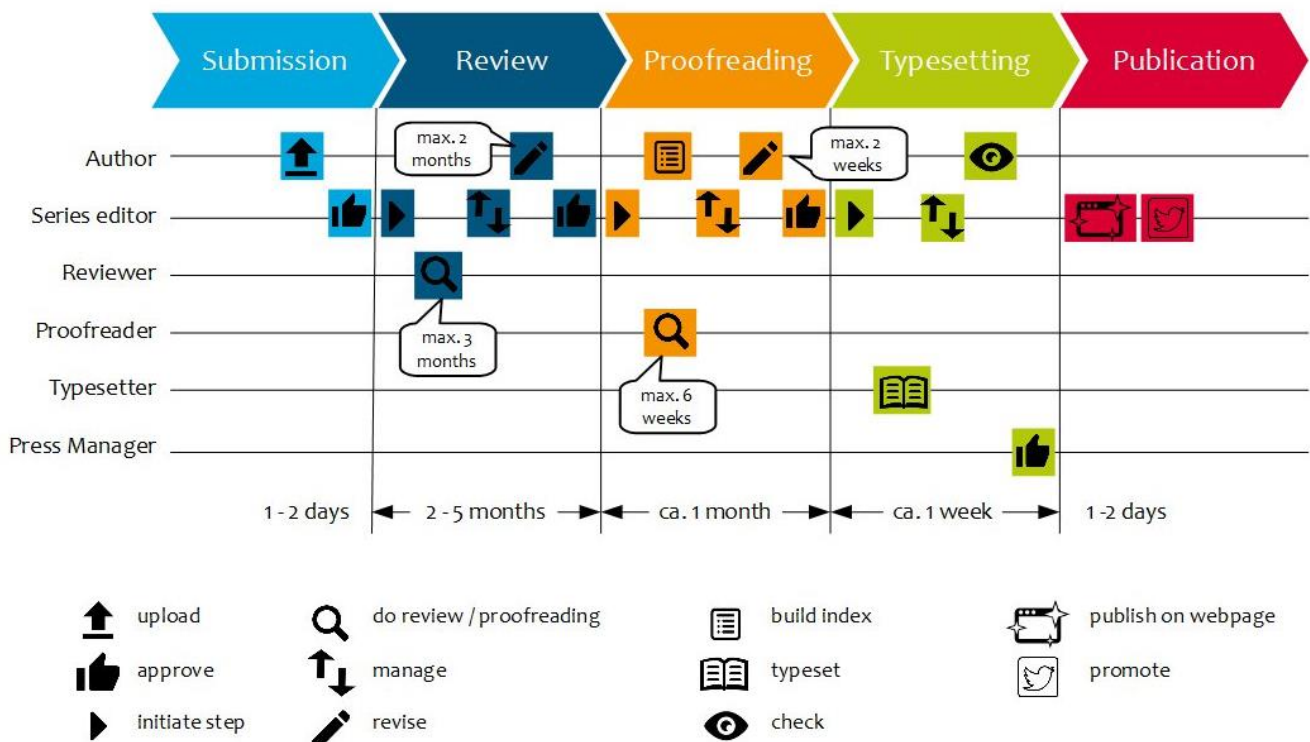 Submission
Review
Proofreading
Typesetting
Publication
Author
max. 2
months
max. 2
weeks
Series editor
Reviewer
max. 3
months
Proofreader
max. 6
weeks
Typesetter
Press Manager
1 - 2 days
2 - 5 months
ca. 1 month
ca. 1 week
1 - 2 days
upload
do review / proofreading
build index
publish on webpage
approve
manage
typeset
promote
initiate step
revise
check